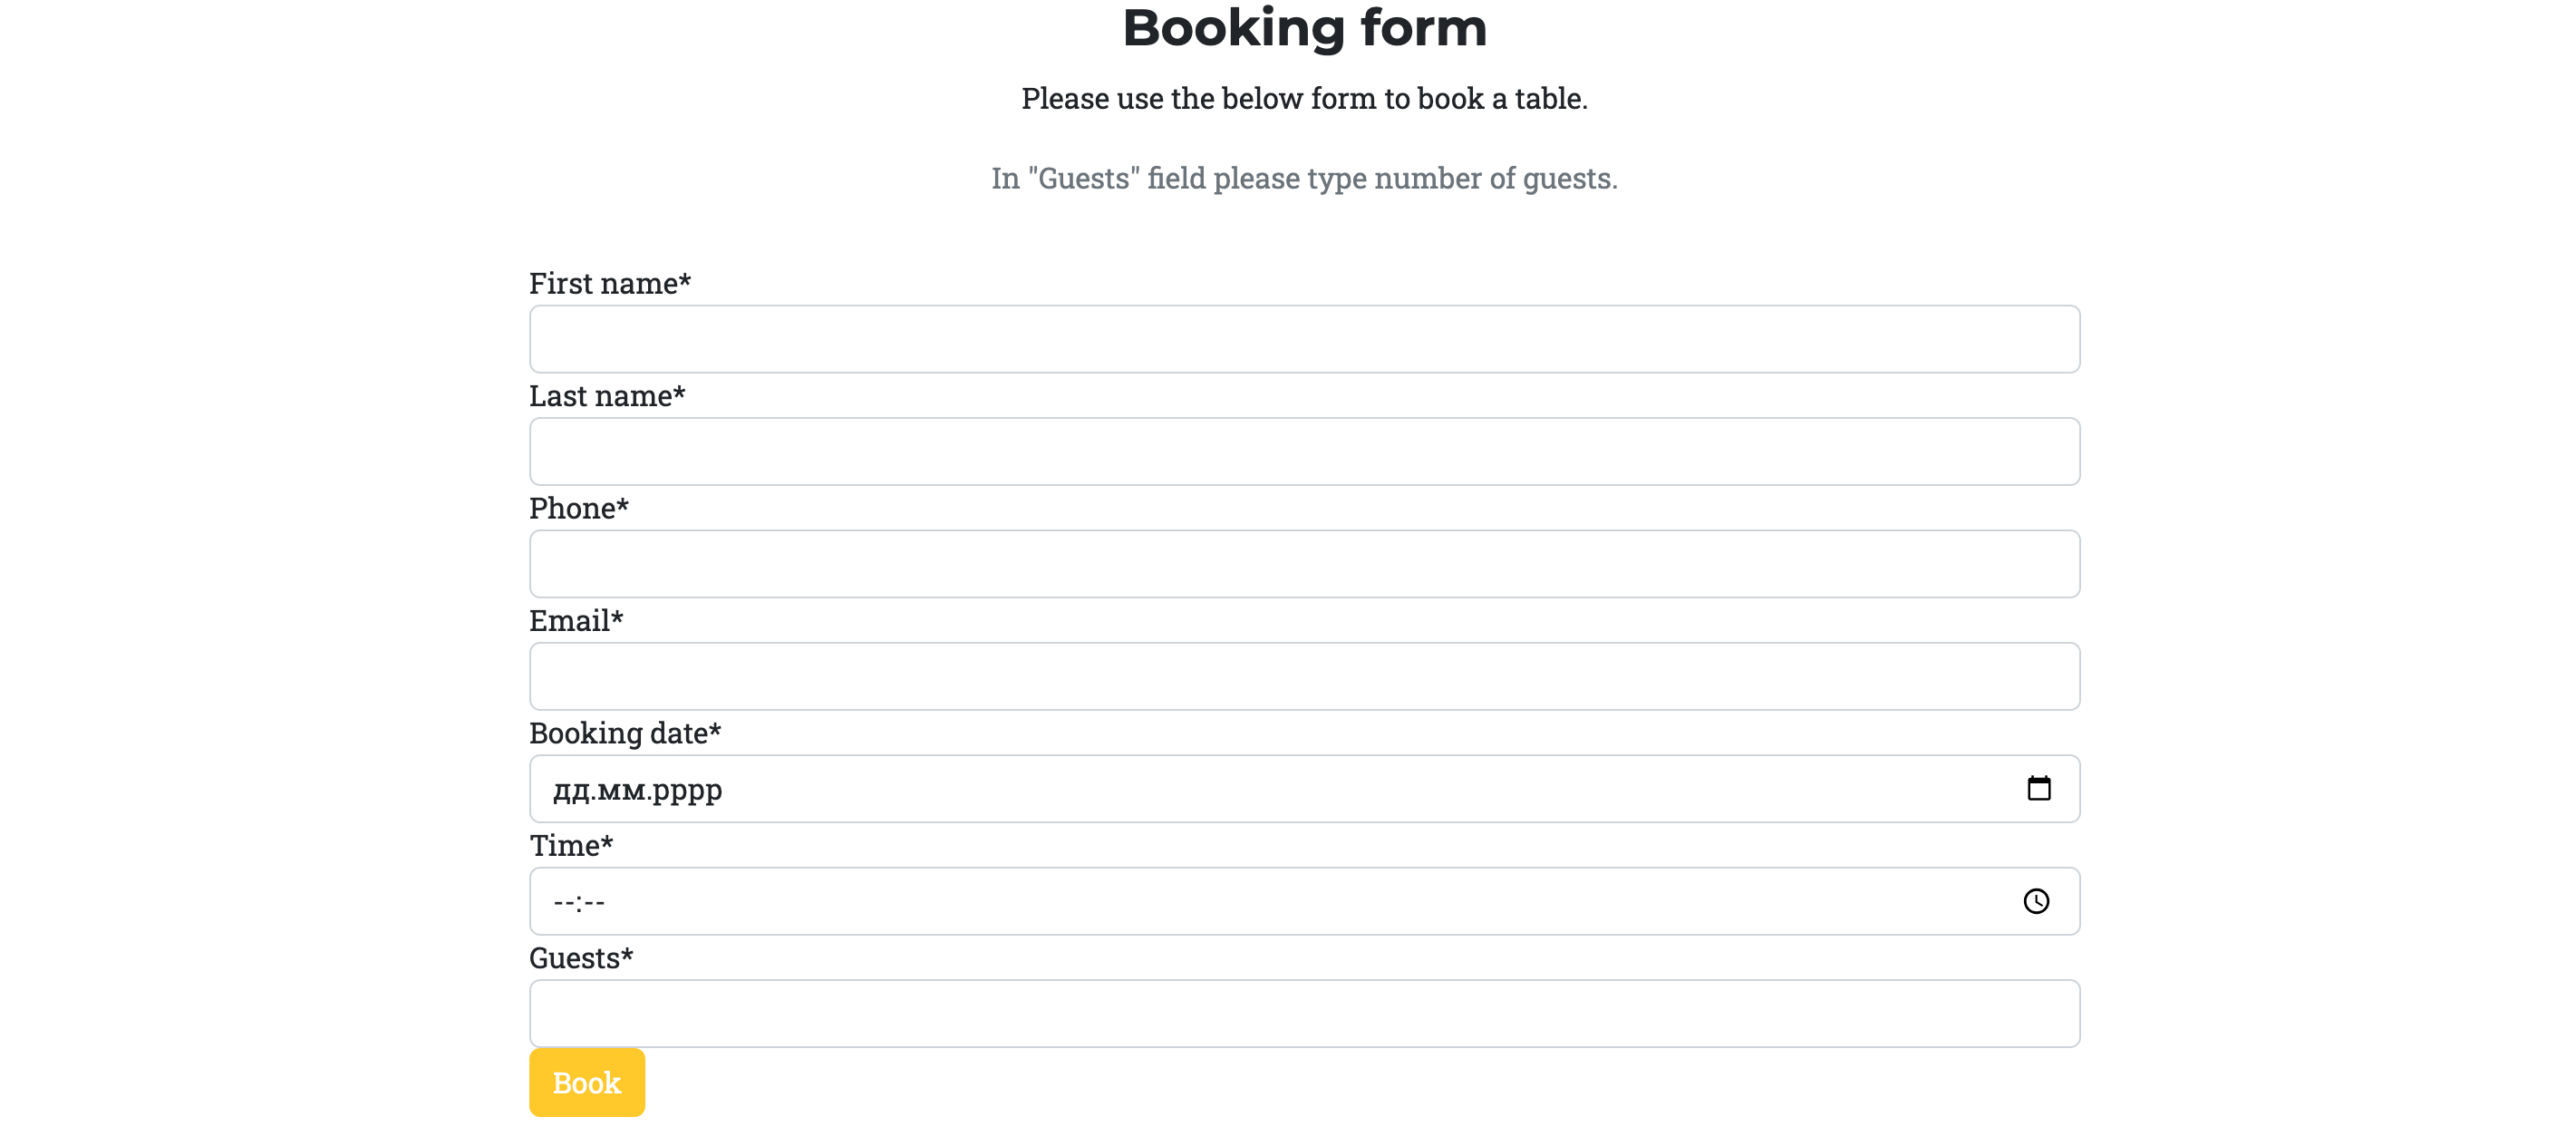 Booking form
Please use the below form to book a table.
In "Guests" field please type number of guests.
First name*
Last name*
Phone*
Email*
Booking date*
дд.мм.рррр
Time*
--:--
Guests*
Book